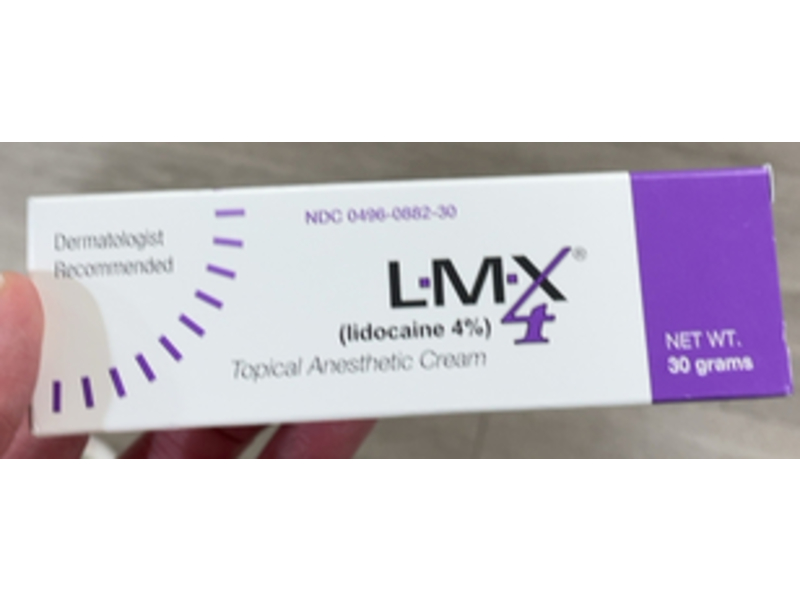 Dermatologist
Recommended
NDC 0496-0882-30
L·M·X4®
(lidocaine 4%)
Topical Anesthetic Cream
NET WT.
30 grams